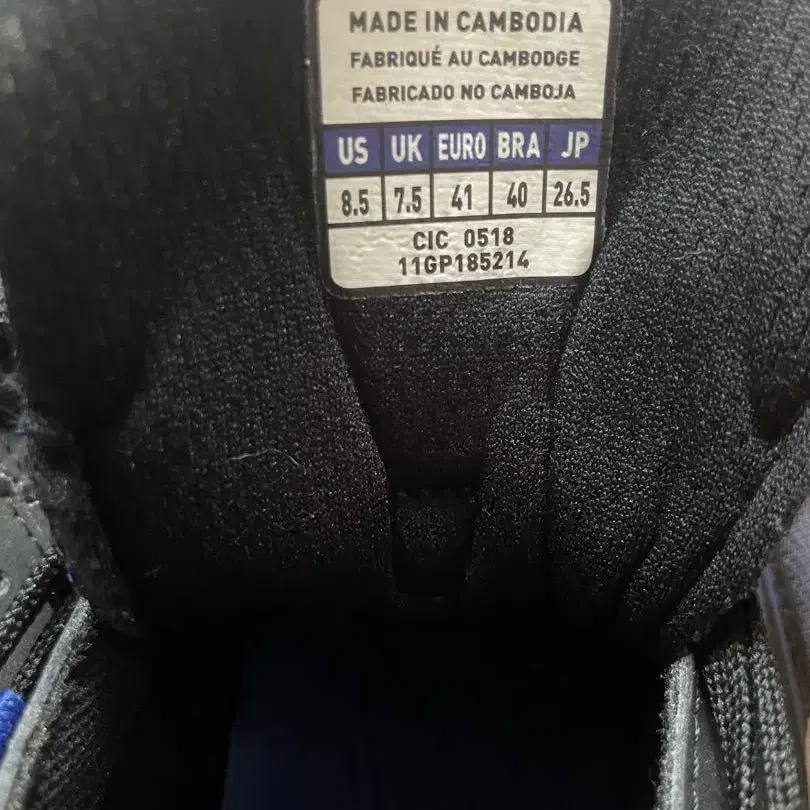 MADE IN CAMBODIA
FABRIQUÉ AU CAMBODGE
FABRICADO NO CAMBOJA
US UK EURO BRA JP
8.5 7.5 41 40 26.5
CIC 0518
11GP185214